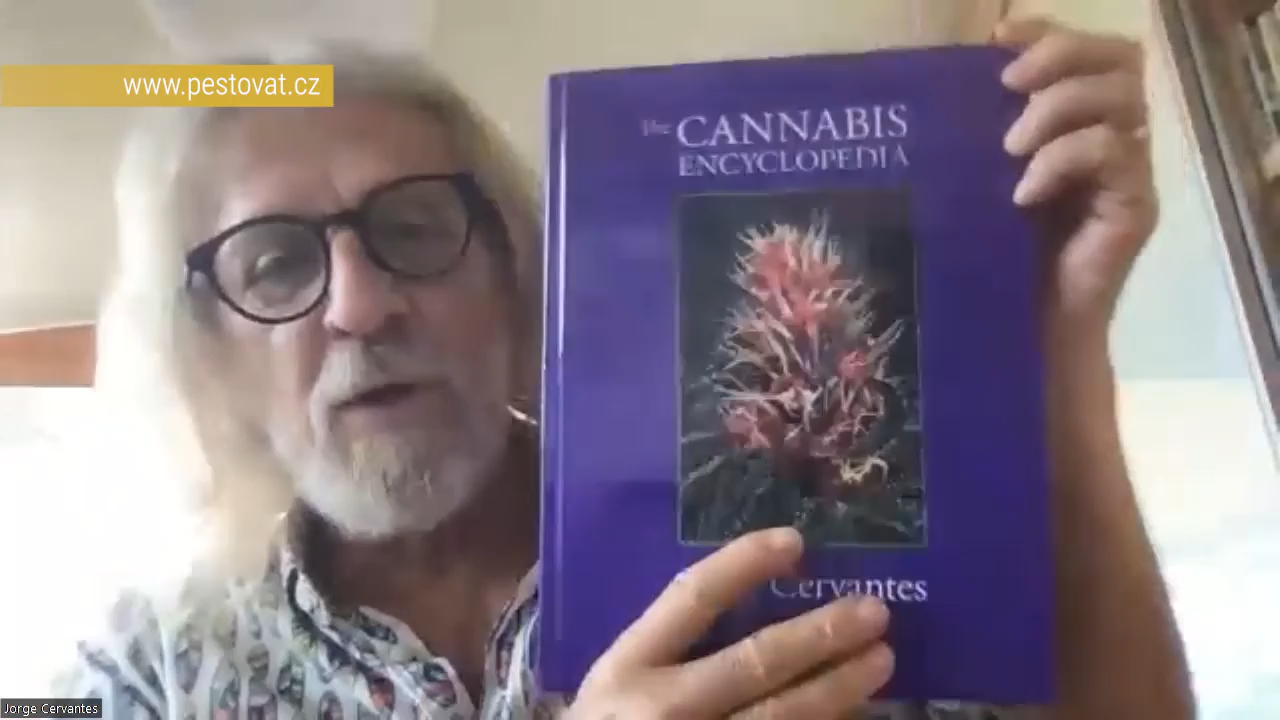 www.pestovat.cz
The CANNABIS
ENCYCLOPEDIA
Cervantes
Jorge Cervantes